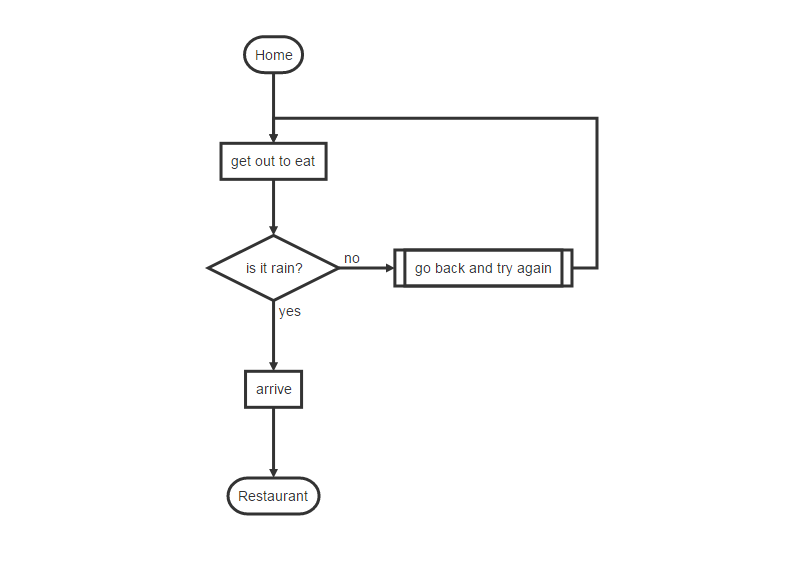 Home
get out to eat
is it rain?
no
go back and try again
yes
arrive
Restaurant